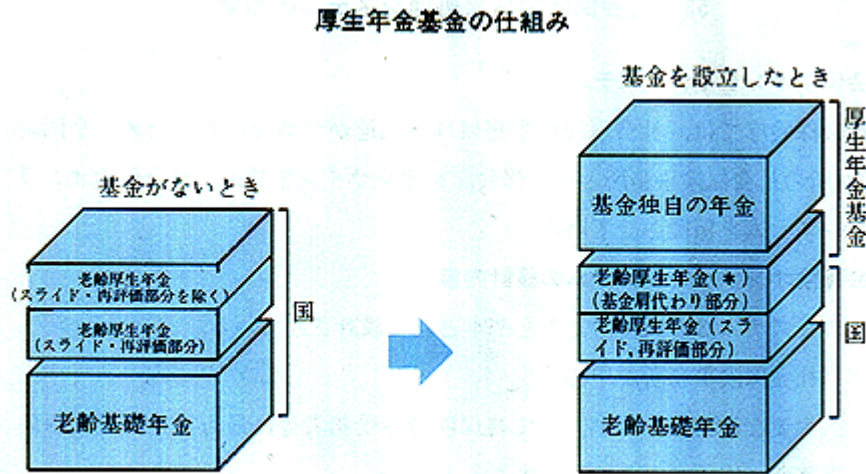 厚生年金基金の仕組み
基金がないとき
老齢厚生年金
(スライド・再評価部分を除く)
老齢厚生年金
(スライド・再評価部分)
老齢基礎年金
国
基金を設立したとき
基金独自の年金
老齢厚生年金(*)
(基金肩代わり部分)
老齢厚生年金(スラ
イド,再評価部分)
老齢基礎年金
厚生年金基金
国